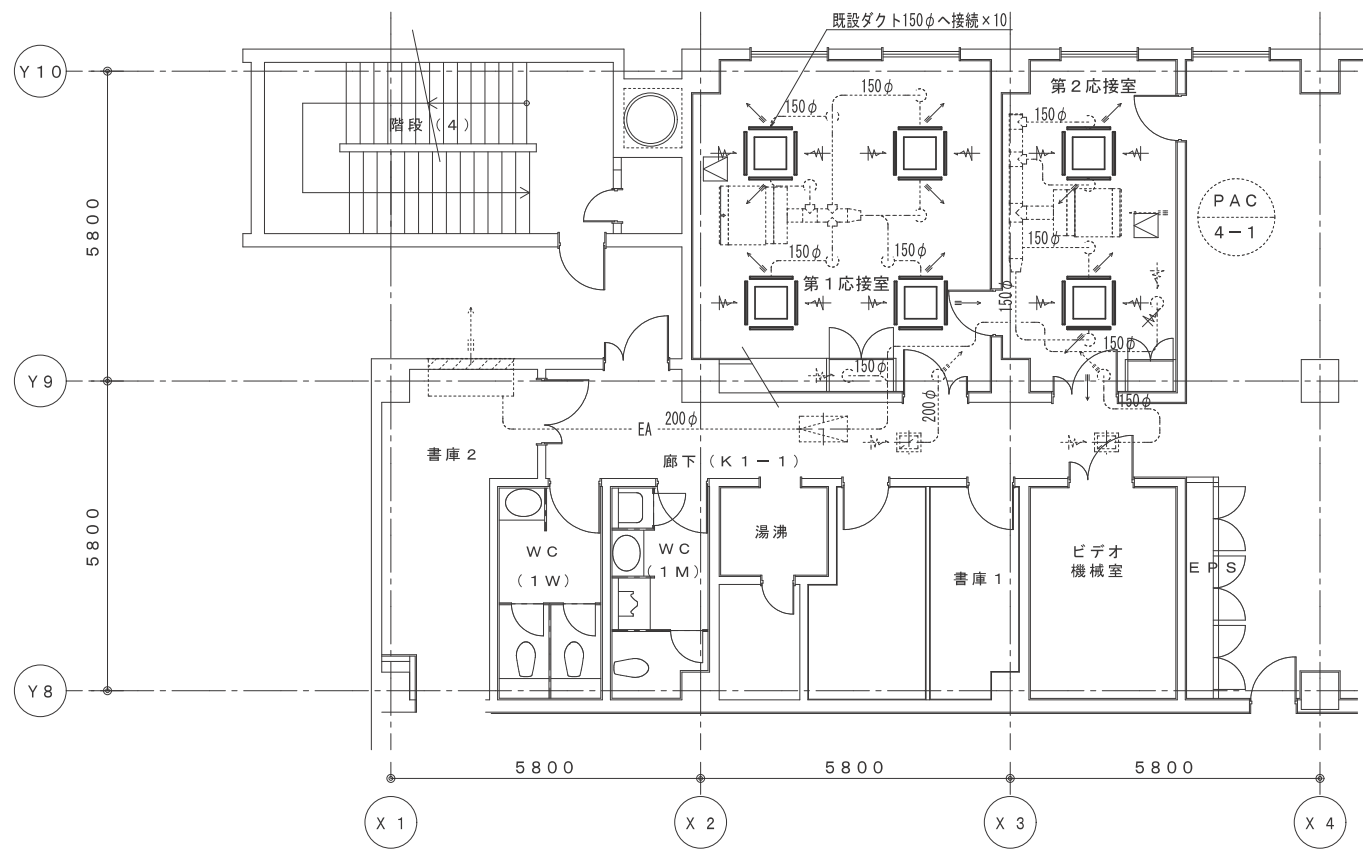 既設ダクト150φへ接続×10
Y10
第2応接室
150φ
150φ
150φ
階段(4)
PAC
4-1
5800
150φ
150φ
150φ
第1応接室
150φ
150φ
150φ
Y9
150φ
200φ
200φ
EA
書庫2
廊下(K1-1)
湯沸
WC
(1W)
WC
(1M)
書庫1
ビデオ
機械室
EPS
5800
Y8
5800
5800
5800
X1
X2
X3
X4